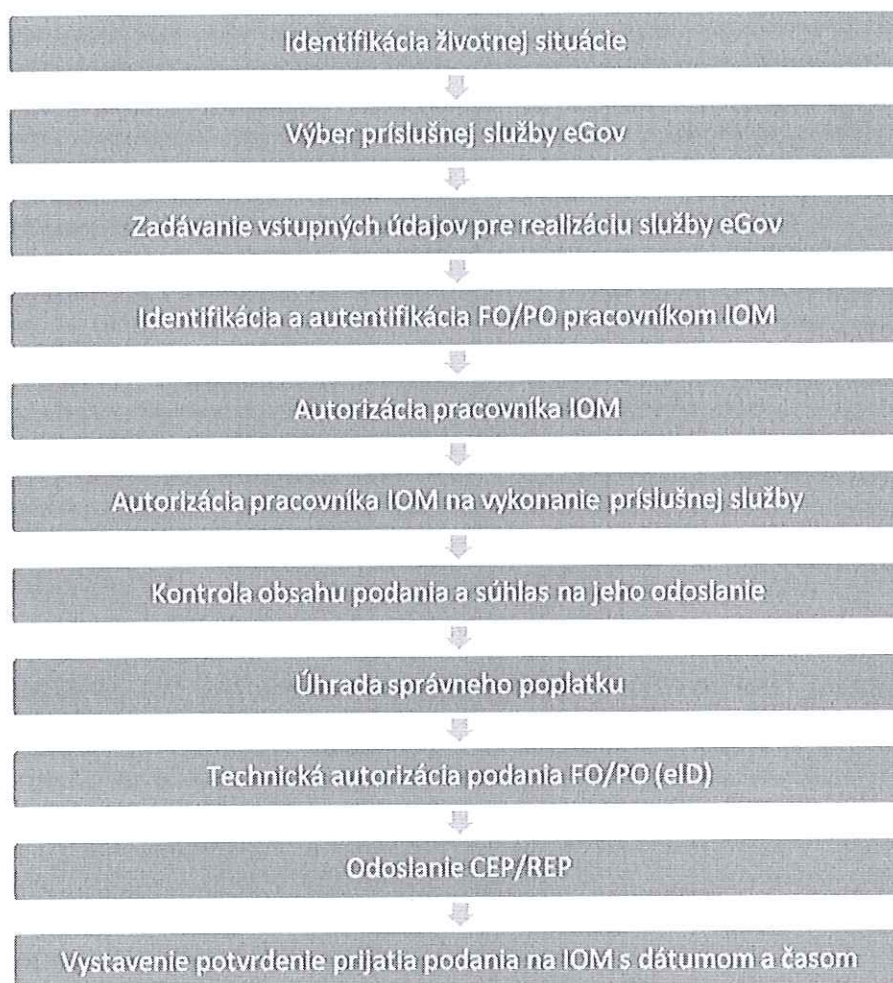 Identifikácia životnej situácie
Výber príslušnej služby eGov
Zadávanie vstupných údajov pre realizáciu služby eGov
Identifikácia a autentifikácia FO/PO pracovníkom IOM
Autorizácia pracovníka IOM
Autorizácia pracovníka IOM na vykonanie príslušnej služby
Kontrola obsahu podania a súhlas na jeho odoslanie
Úhrada správneho poplatku
Technická autorizácia podania FO/PO (eID)
Odoslanie CEP/REP
Vystavenie potvrdenie prijatia podania na IOM s dátumom a časom